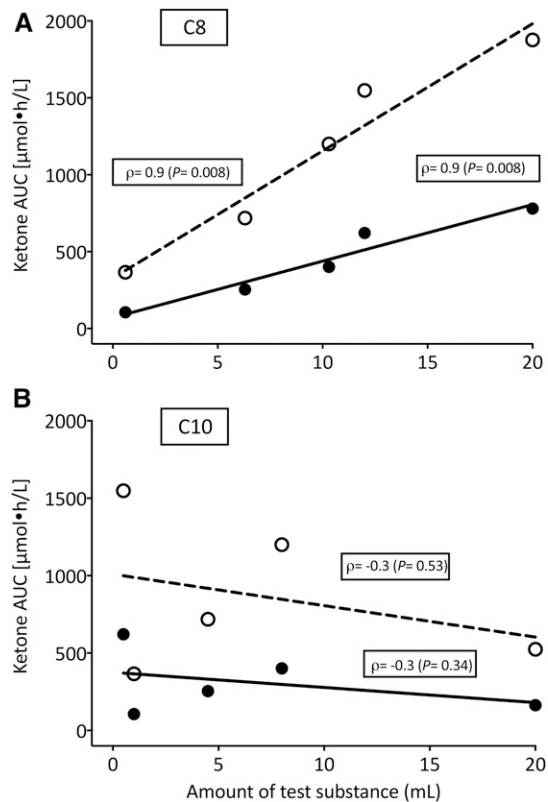 A
C8
2000
1500
1000
500
0
Ketone AUC [µmol•h/L]
ρ= 0.9 (P= 0.008)
ρ= 0.9 (P= 0.008)
0 5 10 15 20
B
C10
2000
1500
1000
500
0
Ketone AUC [µmol•h/L]
ρ= -0.3 (P= 0.53)
ρ= -0.3 (P= 0.34)
0 5 10 15 20
Amount of test substance (mL)